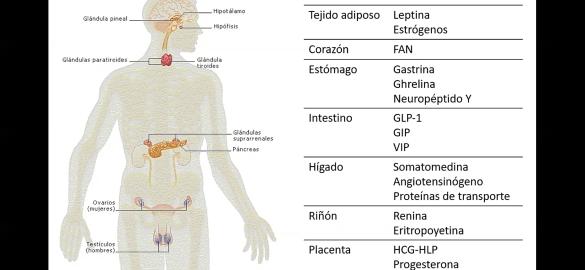 Hipotálamo
Glándula pineal
Hipófisis
Glándulas paratiroides
Glándula
tiroides
Glándulas
suprarrenales
Páncreas
Ovarios
(mujeres)
Testículos
(hombres)
Tejido adiposo Leptina
Estrógenos
Corazón FAN
Estómago Gastrina
Ghrelina
Neuropéptido Y
Intestino GLP-1
GIP
VIP
Hígado Somatomedina
Angiotensinógeno
Proteínas de transporte
Riñón Renina
Eritropoyetina
Placenta HCG-HLP
Progesterona